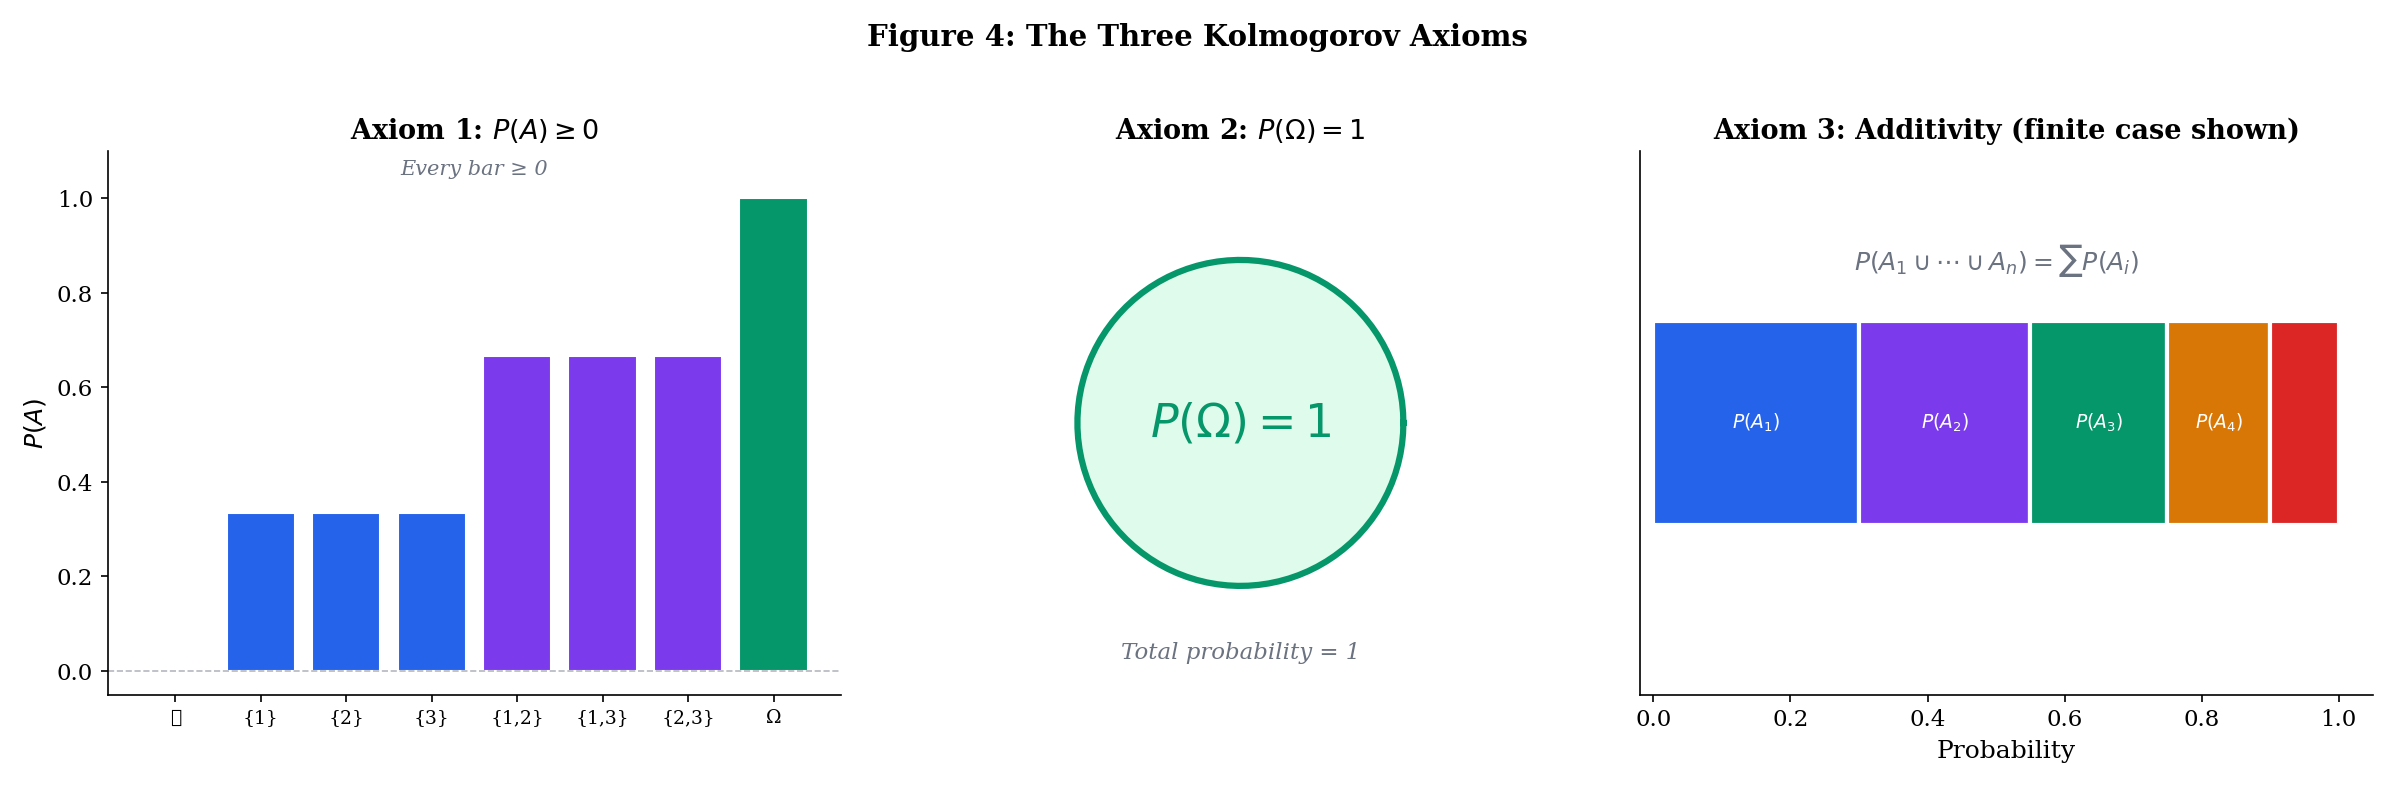 Figure 4: The Three Kolmogorov Axioms
Axiom 1: P(A) ≥ 0
Every bar ≥ 0
1.0
0.8
0.6
0.4
0.2
0.0
P(A)
{1}
{2}
{3}
{1,2}
{1,3}
{2,3}
Ω
Axiom 2: P(Ω) = 1
P(Ω) = 1
Total probability = 1
Axiom 3: Additivity (finite case shown)
P(A₁ ∪ ⋯ ∪ Aₙ) = ∑P(Aᵢ)
P(A₁)
P(A₂)
P(A₃)
P(A₄)
0.0
0.2
0.4
0.6
0.8
1.0
Probability